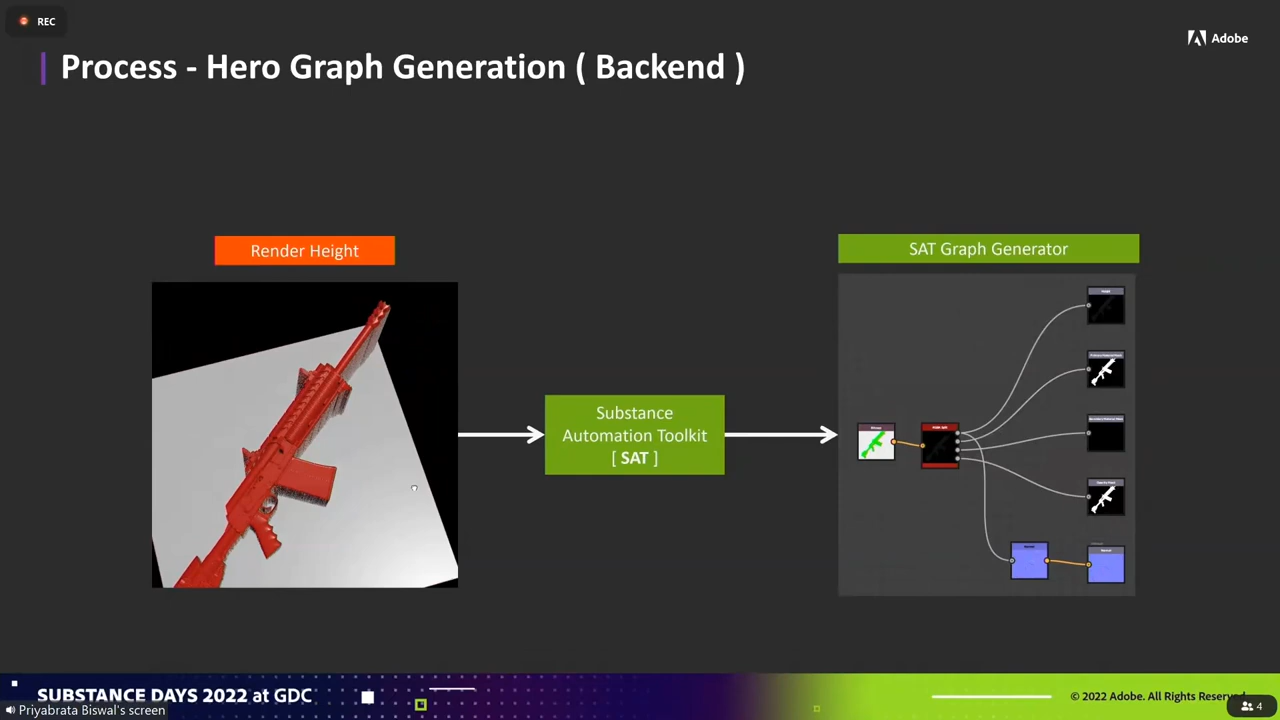 REC
Adobe
Process - Hero Graph Generation ( Backend )
Render Height
SAT Graph Generator
Substance
Automation Toolkit
[ SAT ]
SUBSTANCE DAYS 2022 at GDC
© 2022 Adobe. All Rights Reserved
Priyabrata Biswal's screen
4